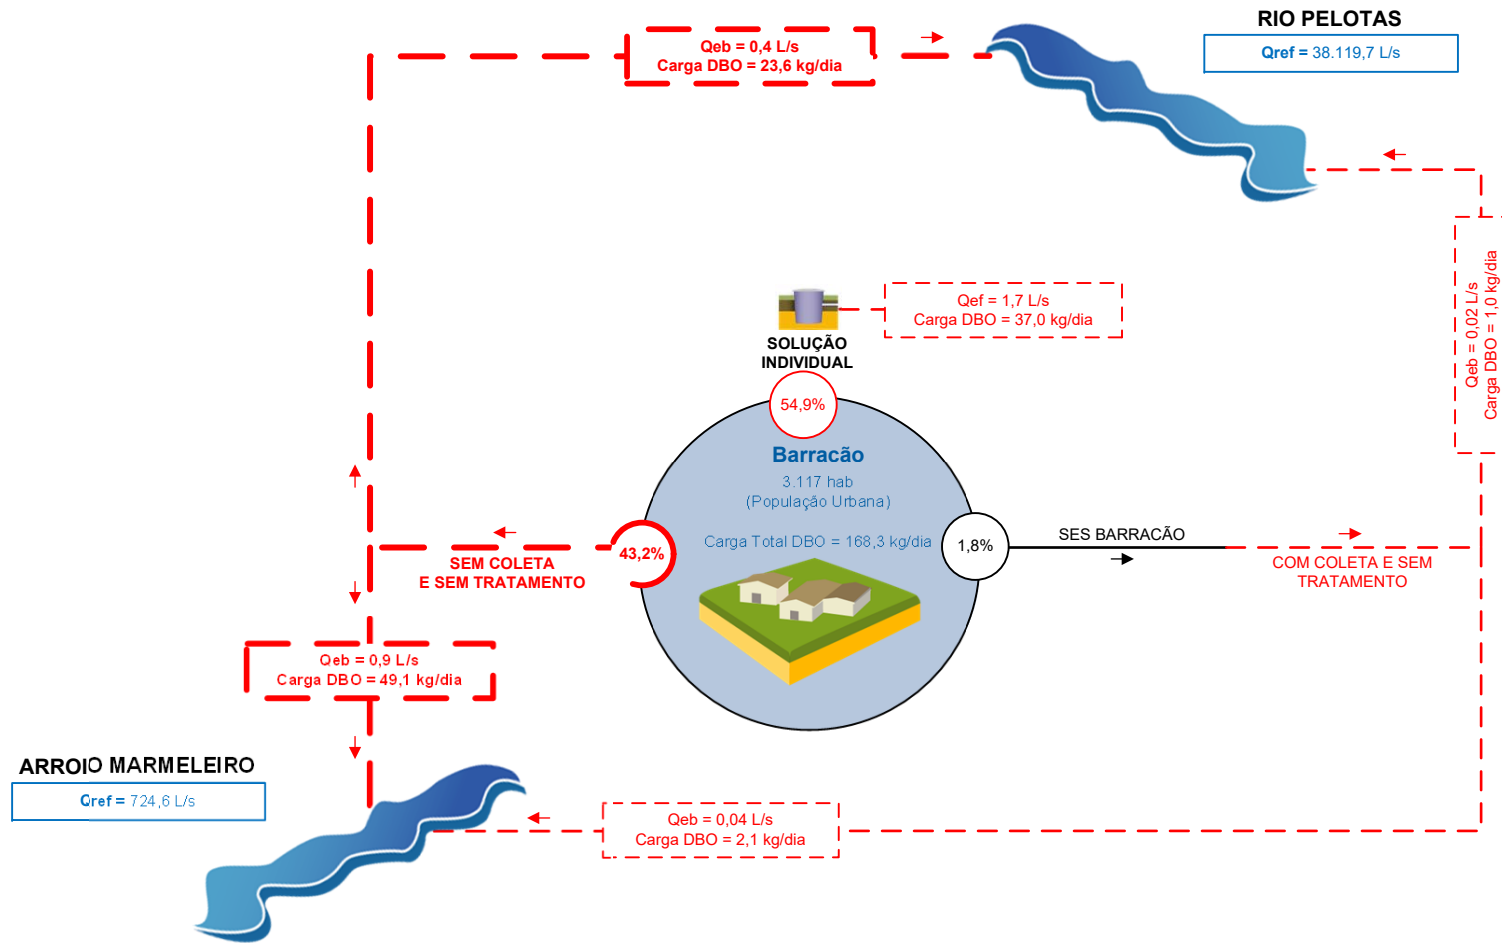 RIO PELOTAS
Qref = 38.119,7 L/s
Qeb = 0,4 L/s
Carga DBO = 23,6 kg/dia
Qeb = 0,02 L/s
Carga DBO = 1,0 kg/dia
Qef = 1,7 L/s
Carga DBO = 37,0 kg/dia
SOLUÇÃO
INDIVIDUAL
54,9%
Barracão
3.117 hab
(População Urbana)
Carga Total DBO = 168,3 kg/dia
43,2%
SEM COLETA
E SEM TRATAMENTO
1,8%
SES BARRACÃO
COM COLETA E SEM
TRATAMENTO
Qeb = 0,9 L/s
Carga DBO = 49,1 kg/dia
ARROIO MARMELEIRO
Qref = 724,6 L/s
Qeb = 0,04 L/s
Carga DBO = 2,1 kg/dia